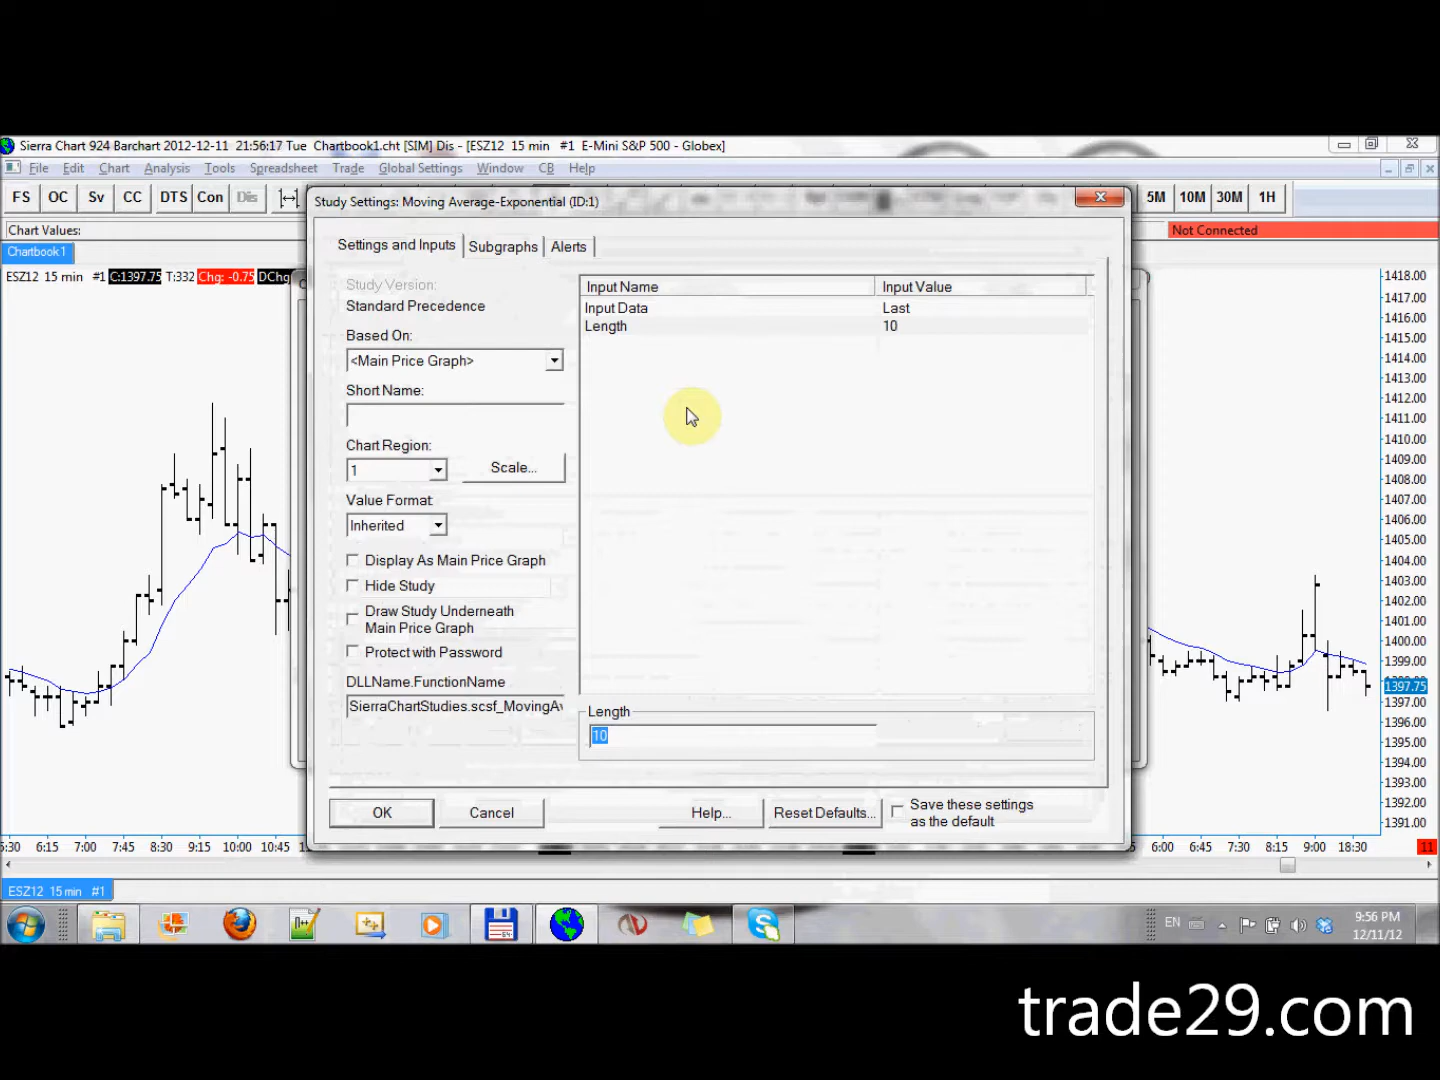 Sierra Chart 924 Barchart 2012-12-11 21:56:17 Tue Chartbook1.cht [SIM] Dis - [ESZ12 15 min #1 E-Mini S&P 500 - Globex]
File Edit Chart Analysis Tools Spreadsheet Trade Global Settings Window CB Help
FS OC Sv CC DTS Con Dis 5M 10M 30M 1H
Study Settings: Moving Average-Exponential (ID:1)
Chart Values:
Not Connected
Chartbook1
ESZ12 15 min #1 C:1397.75 T:332 Chg: -0.75 DChg
Settings and Inputs Subgraphs Alerts
Study Version:
Standard Precedence
Based On:
<Main Price Graph>
Short Name:
Chart Region:
1 Scale...
Value Format:
Inherited
Display As Main Price Graph
Hide Study
Draw Study Underneath
Main Price Graph
Protect with Password
DLLName.FunctionName
SierraChartStudies.scsf_MovingAv
Input Name Input Value
Input Data Last
Length 10
Length
10
OK Cancel Help... Reset Defaults... Save these settings
as the default
1418.00
1417.00
1416.00
1415.00
1414.00
1413.00
1412.00
1411.00
1410.00
1409.00
1408.00
1407.00
1406.00
1405.00
1404.00
1403.00
1402.00
1401.00
1400.00
1399.00
1397.75
1397.00
1396.00
1395.00
1394.00
1393.00
1392.00
1391.00
5:30 6:15 7:00 7:45 8:30 9:15 10:00 10:45 6:00 6:45 7:30 8:15 9:00 18:30 11
ESZ12 15 min #1
EN
9:56 PM
12/11/12
trade29.com